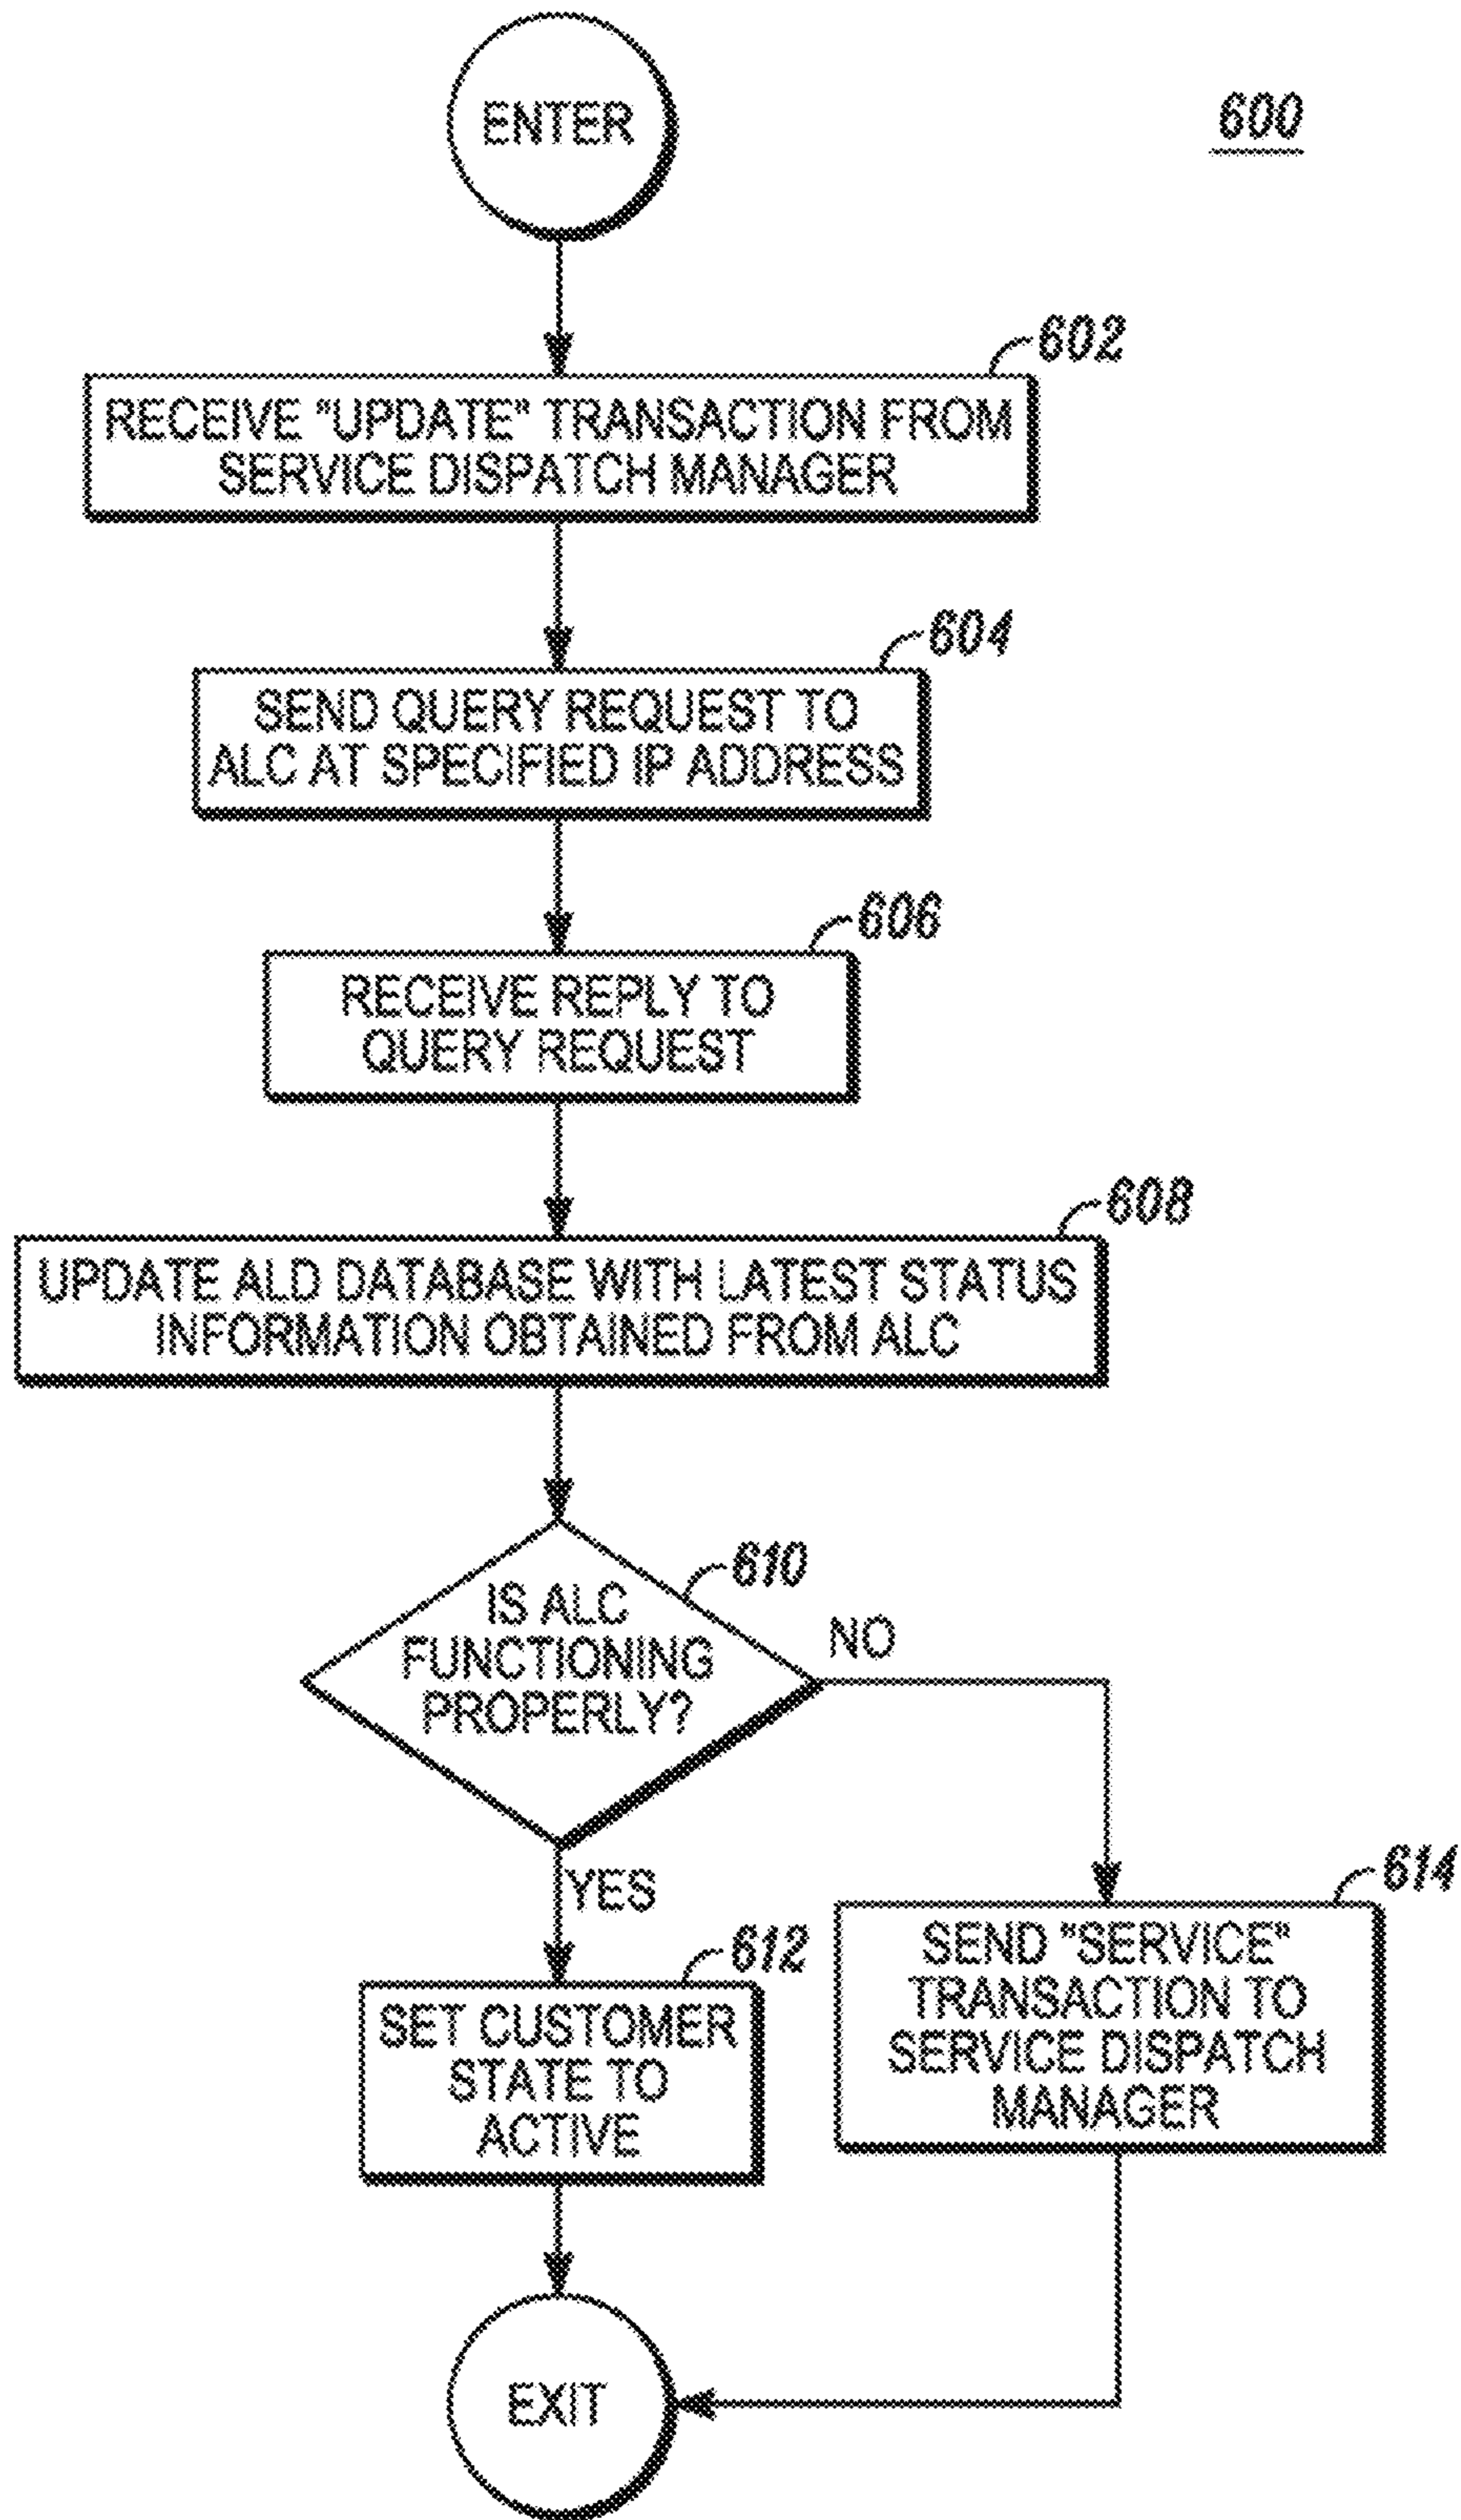 ENTER
600
602
RECEIVE "UPDATE" TRANSACTION FROM
SERVICE DISPATCH MANAGER
604
SEND QUERY REQUEST TO
ALC AT SPECIFIED IP ADDRESS
606
RECEIVE REPLY TO
QUERY REQUEST
608
UPDATE ALD DATABASE WITH LATEST STATUS
INFORMATION OBTAINED FROM ALC
610
IS ALC
FUNCTIONING
PROPERLY?
NO
YES
612
SET CUSTOMER
STATE TO
ACTIVE
614
SEND "SERVICE"
TRANSACTION TO
SERVICE DISPATCH
MANAGER
EXIT